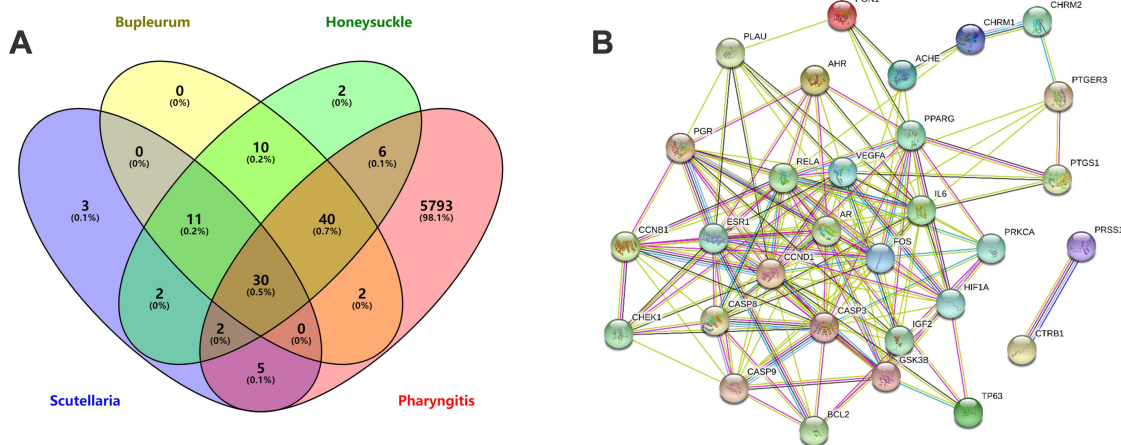 Bupleurum
Honeysuckle
A
0
(0%)
2
(0%)
0
(0%)
10
(0.2%)
6
(0.1%)
3
(0.1%)
11
(0.2%)
40
(0.7%)
5793
(98.1%)
30
(0.5%)
2
(0%)
2
(0%)
2
(0%)
0
(0%)
5
(0.1%)
Scutellaria
Pharyngitis
B
CHRM2
CHRM1
PLAU
ACHE
AHR
PTGER3
PPARG
PGR
RELA
VEGFA
PTGS1
IL6
AR
CCNB1
ESR1
PRKCA
PRSS1
FOS
CCND1
HIF1A
CASP8
CASP3
CHEK1
IGF2
CTRB1
GSK3B
CASP9
TP63
BCL2